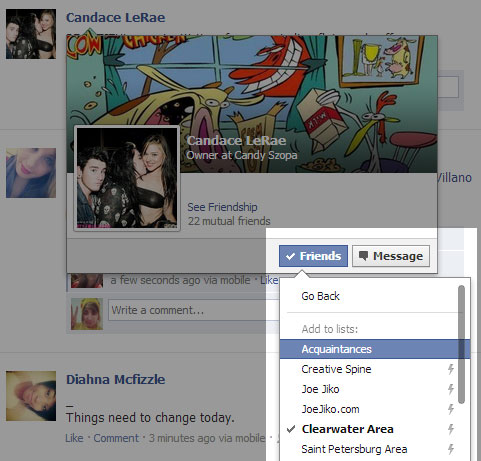 Candace LeRae
COW
CHICKEN
Candace LeRae
Owner at Candy Szopa
Villano
See Friendship
22 mutual friends
Friends Message
a few seconds ago via mobile · Like
Go Back
Write a comment...
Add to lists:
Acquaintances
Creative Spine
Diahna Mcfizzle
Joe Jiko
_
JoeJiko.com
Things need to change today.
Clearwater Area
Like · Comment · 3 minutes ago via mobile ·
Saint Petersburg Area